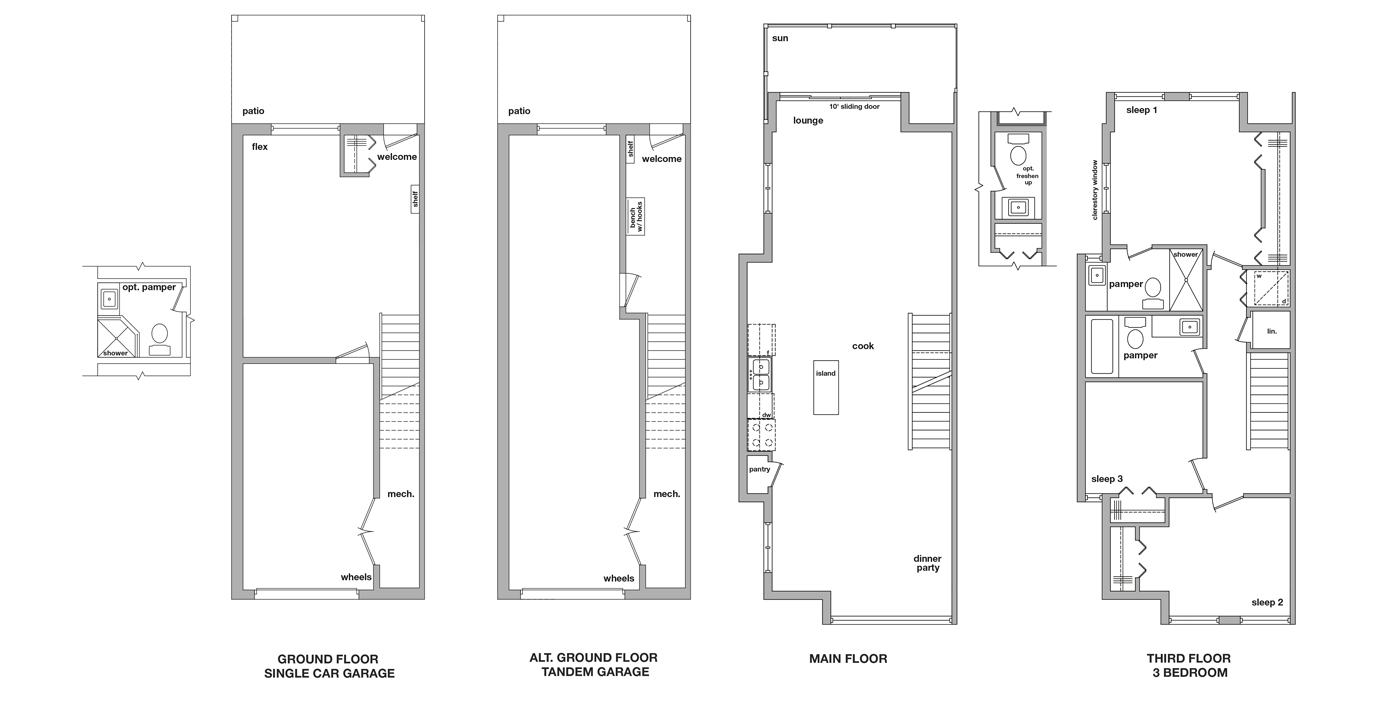 patio
flex
welcome
shelf
opt. pamper
shower
mech.
wheels
GROUND FLOOR
SINGLE CAR GARAGE
patio
shelf
welcome
bench
w/ hooks
mech.
wheels
ALT. GROUND FLOOR
TANDEM GARAGE
sun
10' sliding door
lounge
cook
island
f
dw
pantry
dinner
party
MAIN FLOOR
opt.
freshen
up
sleep 1
clerestory window
shower
pamper
w
d
lin.
pamper
sleep 3
sleep 2
THIRD FLOOR
3 BEDROOM